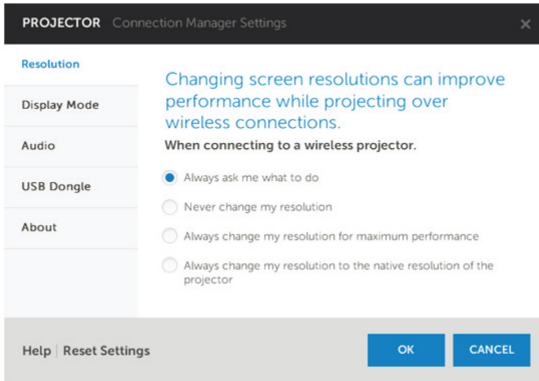 PROJECTOR Connection Manager Settings ×
Resolution
Display Mode
Audio
USB Dongle
About
Changing screen resolutions can improve
performance while projecting over
wireless connections.
When connecting to a wireless projector.
Always ask me what to do
Never change my resolution
Always change my resolution for maximum performance
Always change my resolution to the native resolution of the
projector
Help | Reset Settings
OK
CANCEL